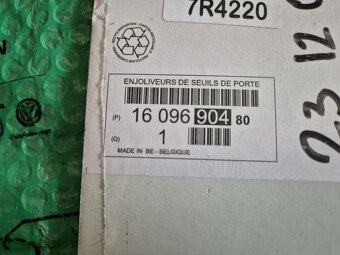 7R4220
ENJOLIVEURS DE SEUILS DE PORTE
(P) 16 096 904 80
(Q) 1
MADE IN BE - BELGIQUE
23 12